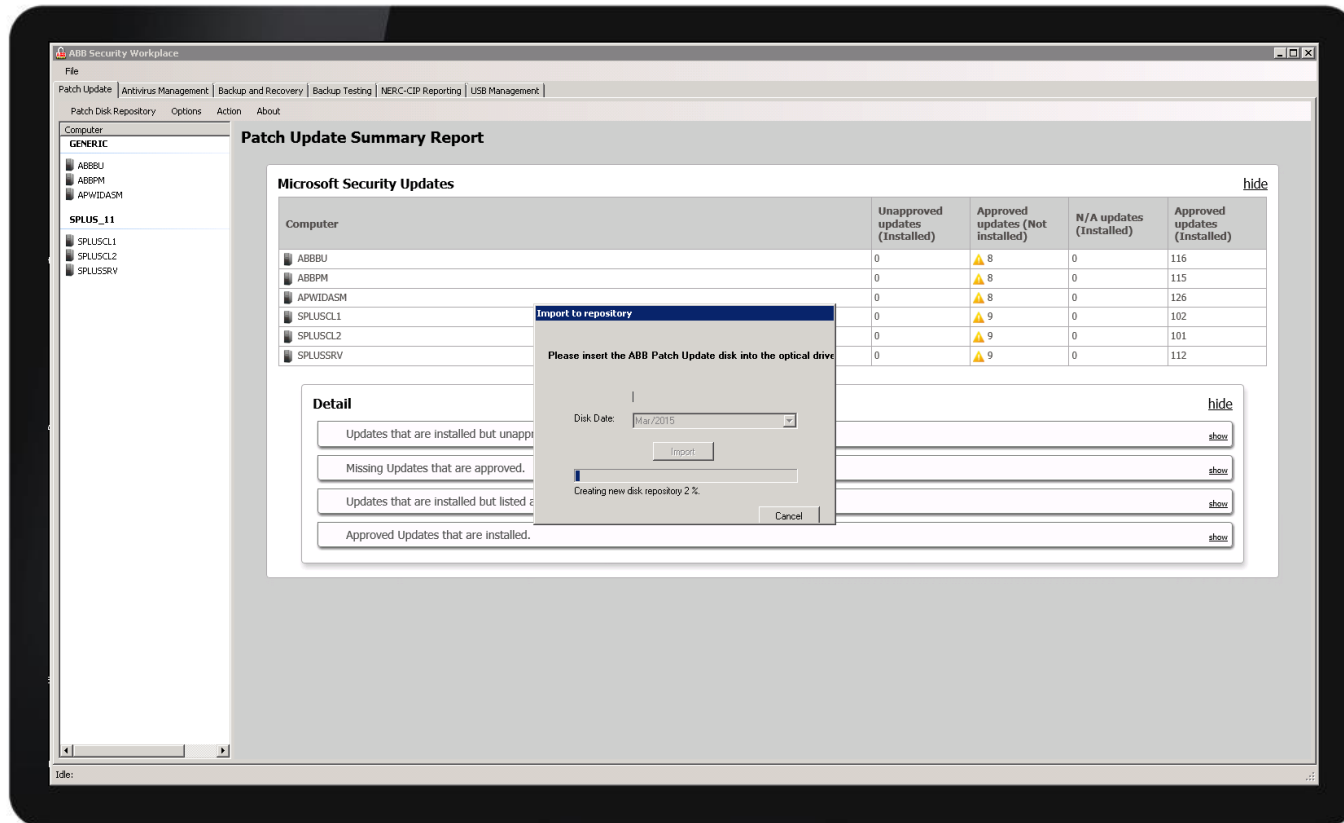 ABB Security Workplace
File
Patch Update Antivirus Management Backup and Recovery Backup Testing NERC-CIP Reporting USB Management
Patch Disk Repository Options Action About
Computer
GENERIC
ABBBU
ABBPM
APWIDASM
SPLUS_11
SPLUSCL1
SPLUSCL2
SPLUSSRV
Patch Update Summary Report
Microsoft Security Updates hide
Computer
Unapproved
updates
(Installed)
Approved
updates (Not
installed)
N/A updates
(Installed)
Approved
updates
(Installed)
ABBBU 0 8 0 116
ABBPM 0 8 0 115
APWIDASM 0 8 0 126
SPLUSCL1 0 9 0 102
SPLUSCL2 0 9 0 101
SPLUSSRV 0 9 0 112
Import to repository
Please insert the ABB Patch Update disk into the optical drive
Disk Date: Mar/2015
Import
Creating new disk repository 2 %.
Cancel
Detail hide
Updates that are installed but unappr show
Missing Updates that are approved. show
Updates that are installed but listed a show
Approved Updates that are installed. show
Idle: